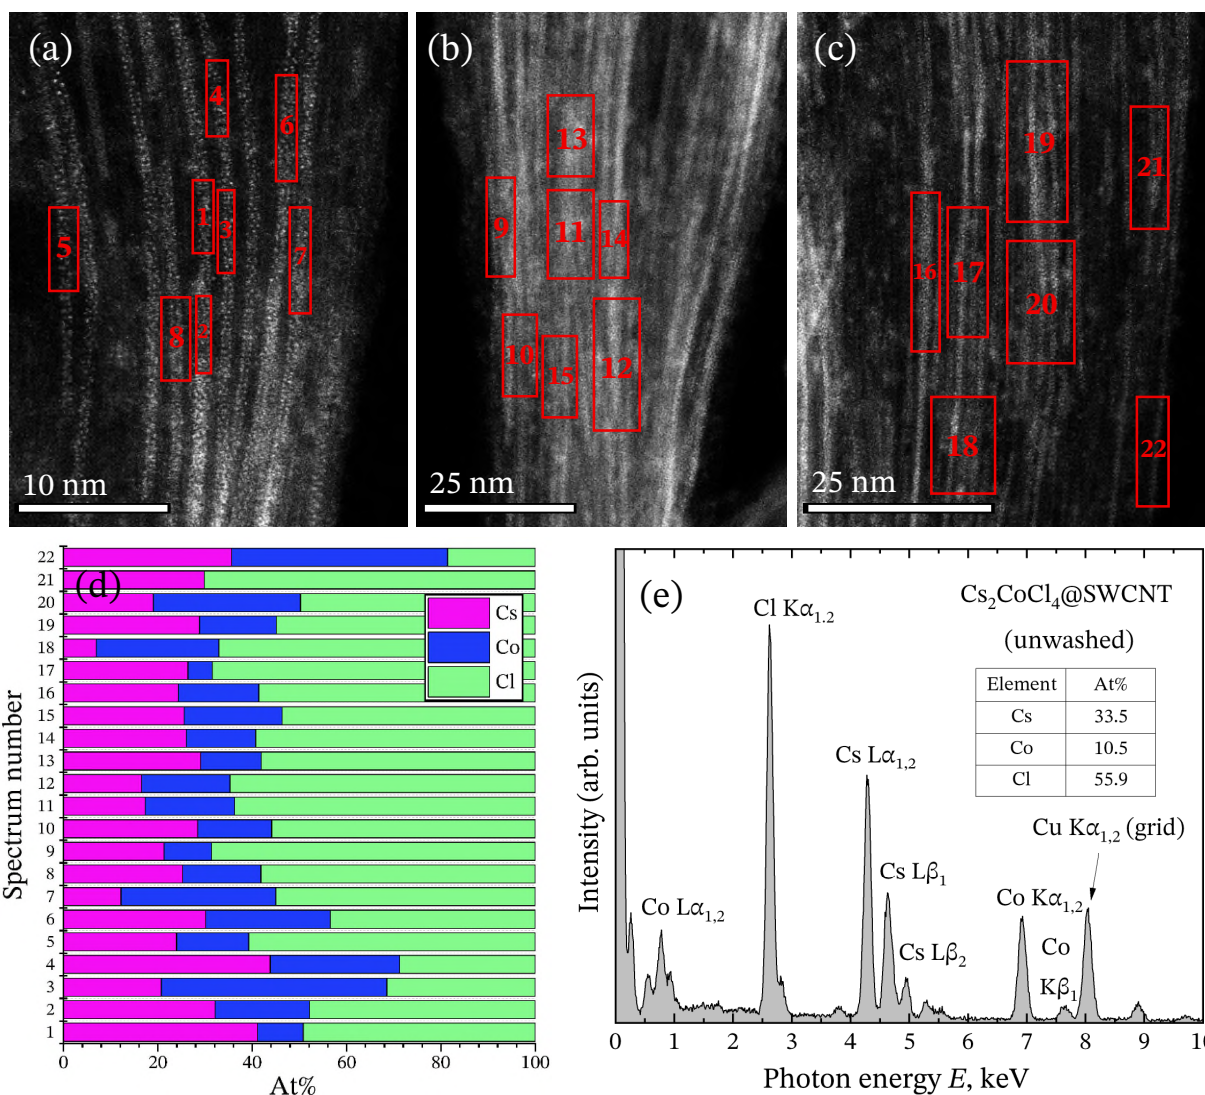 (a)
4
6
1
3
5
7
8
2
10 nm
(b)
13
9
11
14
10
15
12
25 nm
(c)
19
21
16
17
20
18
22
25 nm
(d)
22
21
20
19
18
17
16
15
14
13
12
11
10
9
8
7
6
5
4
3
2
1
Spectrum number
Cs
Co
Cl
0 20 40 60 80 100
At%
(e)
Cs₂CoCl₄@SWCNT
(unwashed)
Element At%
Cs 33.5
Co 10.5
Cl 55.9
Cl Kα₁.₂
Cs Lα₁,₂
Cs Lβ₁
Cs Lβ₂
Co Lα₁,₂
Cu Kα₁,₂ (grid)
Co Kα₁,₂
Co
Kβ₁
Intensity (arb. units)
0 1 2 3 4 5 6 7 8 9 10
Photon energy E, keV